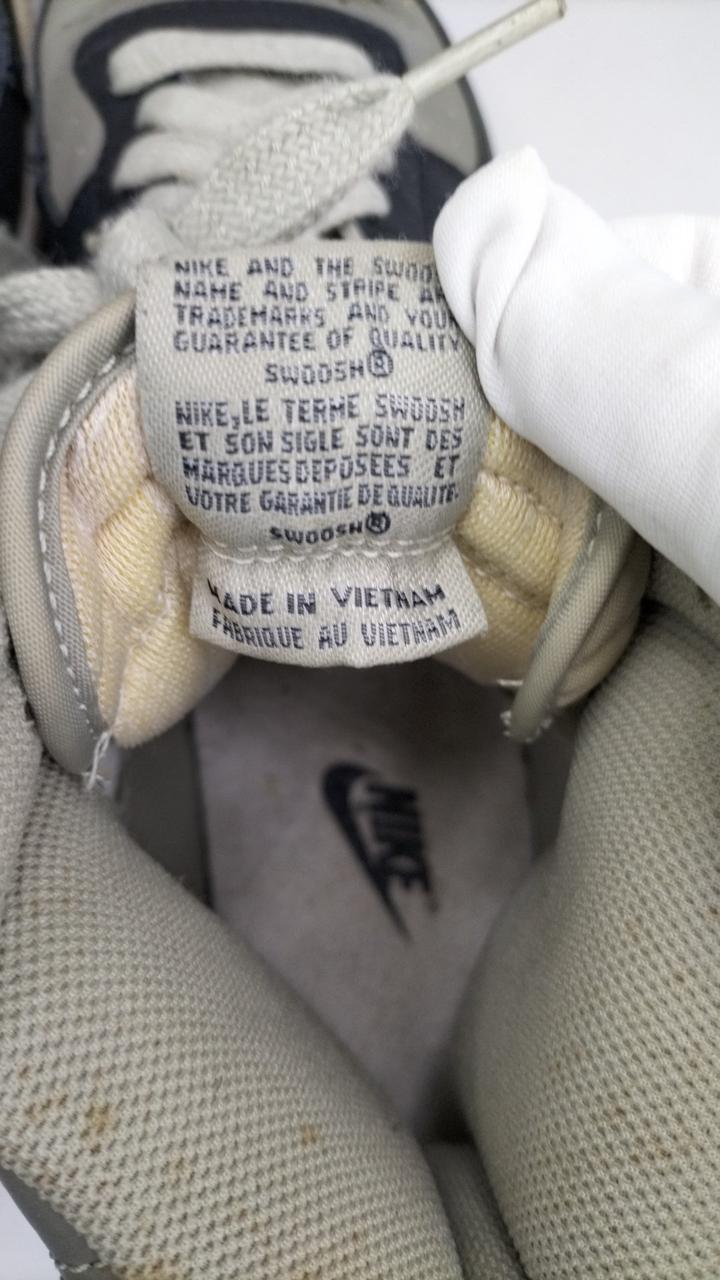 NIKE AND THE SWOO
NAME AND STRIPE AR
TRADEMARKS AND YOUR
GUARANTEE OF QUALITY
SWOOSH®
NIKE, LE TERME SWOOSH
ET SON SIGLE SONT DES
MARQUES DEPOSEES ET
VOTRE GARANTIE DE QUALITE.
SWOOSH®
MADE IN VIETNAM
FABRIQUE AU VIETNAM
NIKE